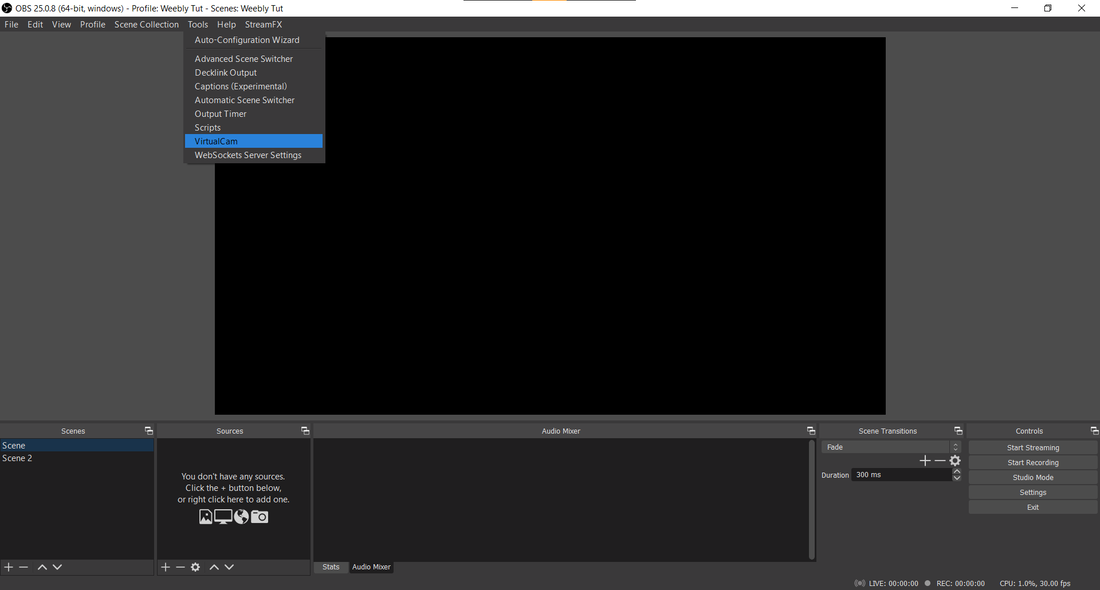 OBS 25.0.8 (64-bit, windows) - Profile: Weebly Tut - Scenes: Weebly Tut
File Edit View Profile Scene Collection Tools Help StreamFX
Auto-Configuration Wizard
Advanced Scene Switcher
Decklink Output
Captions (Experimental)
Automatic Scene Switcher
Output Timer
Scripts
VirtualCam
WebSockets Server Settings
Scenes
Scene
Scene 2
Sources
You don't have any sources.
Click the + button below,
or right click here to add one.
Audio Mixer
Stats Audio Mixer
Scene Transitions
Fade
Duration 300 ms
Controls
Start Streaming
Start Recording
Studio Mode
Settings
Exit
LIVE: 00:00:00 REC: 00:00:00 CPU: 1.0%, 30.00 fps